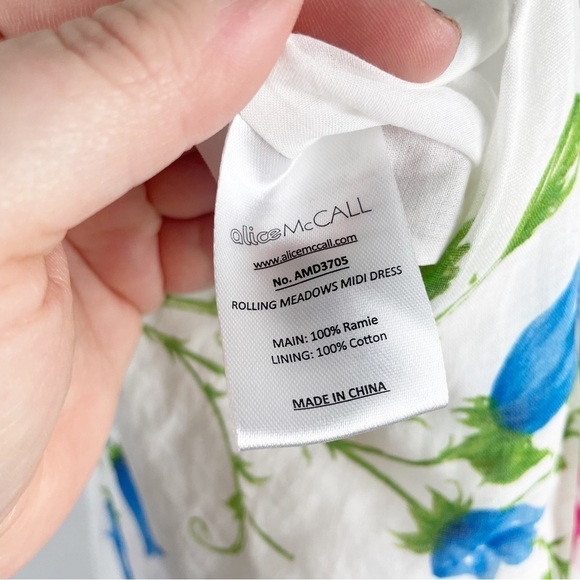 alice McCALL
www.alicemccall.com
No. AMD3705
ROLLING MEADOWS MIDI DRESS
MAIN: 100% Ramie
LINING: 100% Cotton
MADE IN CHINA